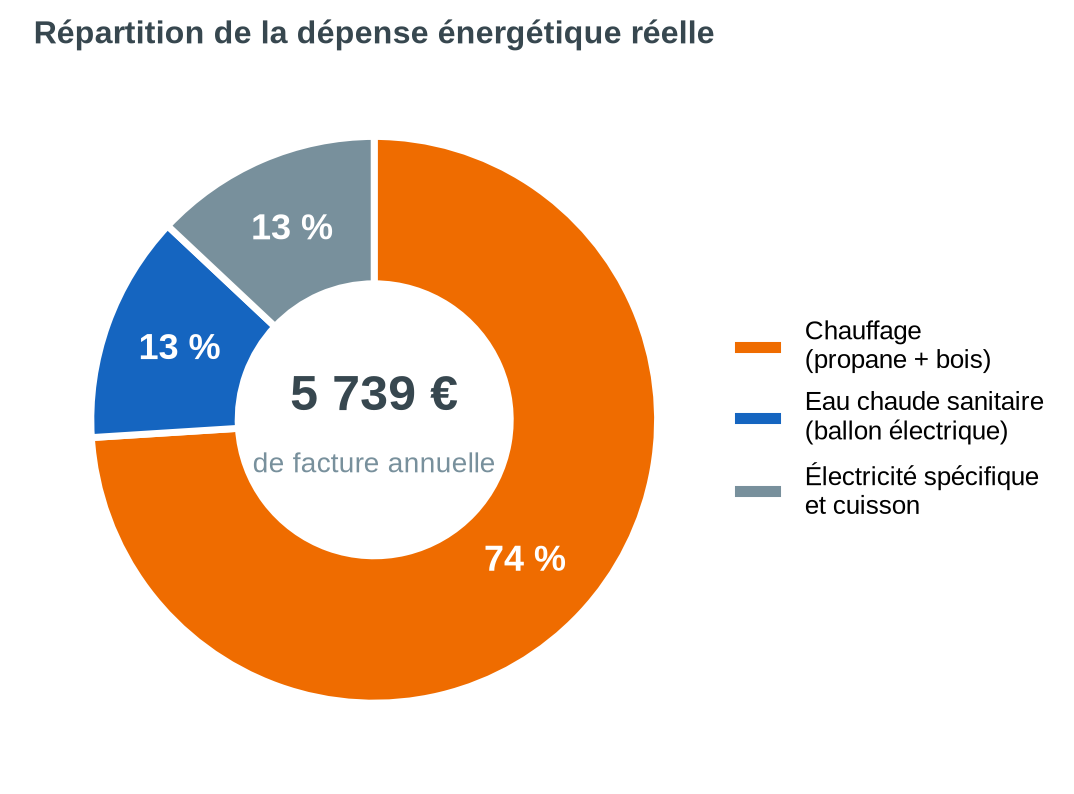 Répartition de la dépense énergétique réelle
13 %
13 %
5 739 €
de facture annuelle
74 %
Chauffage
(propane + bois)
Eau chaude sanitaire
(ballon électrique)
Électricité spécifique
et cuisson